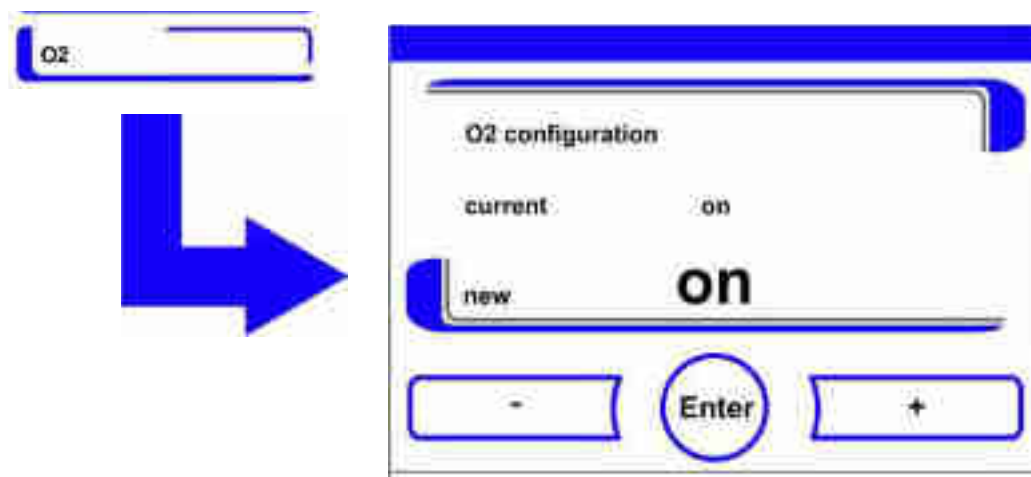 O2
O2 configuration
current on
new on
- Enter +